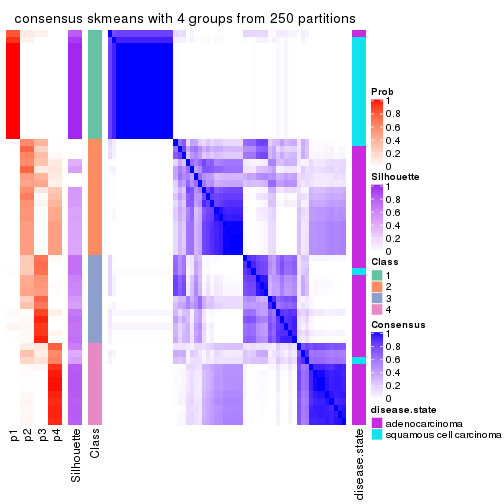 consensus skmeans with 4 groups from 250 partitions
Prob
1
0.8
0.6
0.4
0.2
0
Silhouette
1
0.8
0.6
0.4
0.2
0
Class
1
2
3
4
Consensus
1
0.8
0.6
0.4
0.2
0
disease.state
adenocarcinoma
squamous cell carcinoma
p1
p2
p3
p4
Silhouette
Class
disease.state